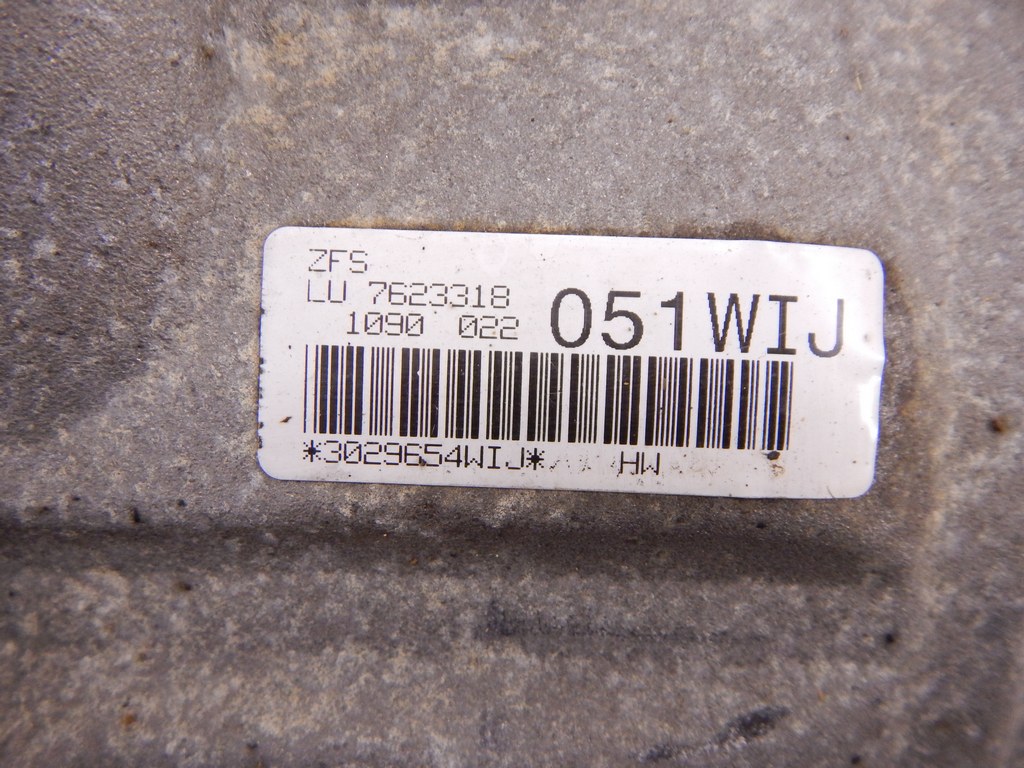 ZFS
LU 7623318
1090 022 051WIJ
*3029654WIJ* HW